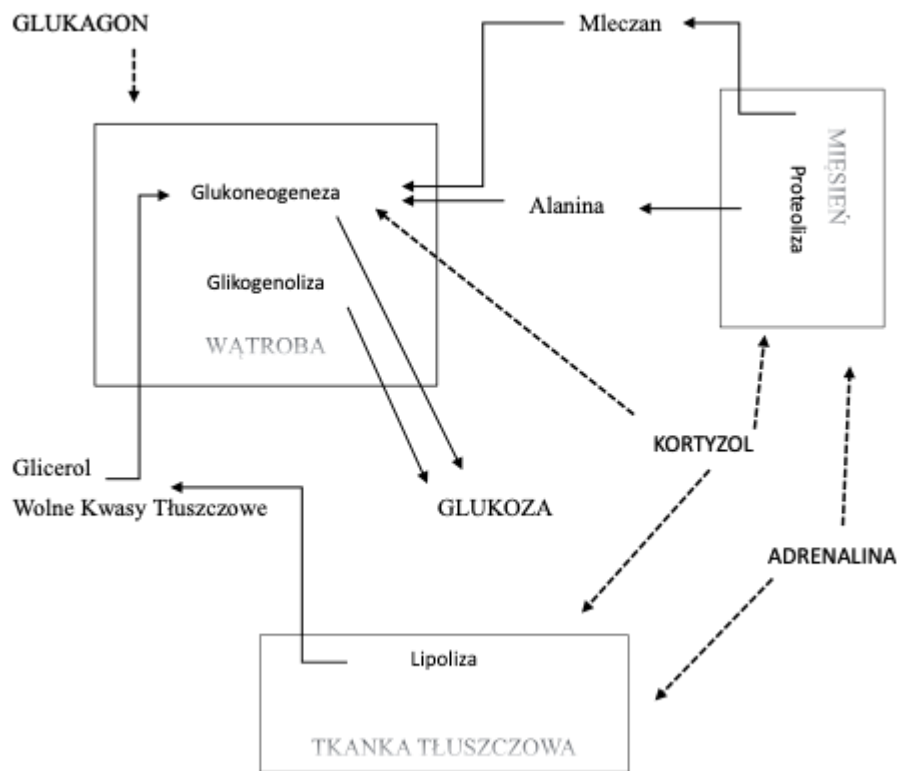 GLUKAGON
Mleczan
MIĘSIEŃ
Proteoliza
Glukoneogeneza
Alanina
Glikogenoliza
WĄTROBA
KORTYZOL
Glicerol
Wolne Kwasy Tłuszczowe
GLUKOZA
ADRENALINA
Lipoliza
TKANKA TŁUSZCZOWA